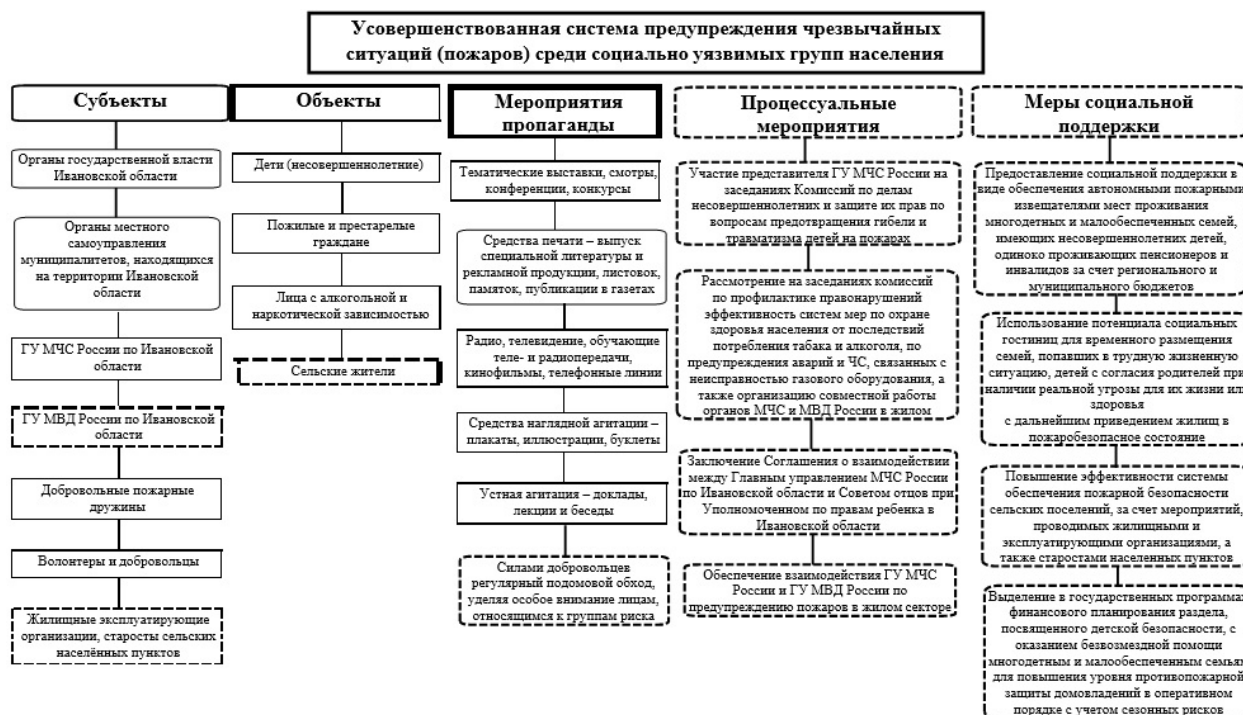 Усовершенствованная система предупреждения чрезвычайных
ситуаций (пожаров) среди социально уязвимых групп населения
Субъекты
Органы государственной власти
Ивановской области
Органы местного
самоуправления
муниципалитетов, находящихся
на территории Ивановской
области
ГУ МЧС России по Ивановской
области
ГУ МВД России по Ивановской
области
Добровольные пожарные
дружины
Волонтеры и добровольцы
Жилищные эксплуатирующие
организации, старосты сельских
населённых пунктов
Объекты
Дети (несовершеннолетние)
Пожилые и престарелые
граждане
Лица с алкогольной и
наркотической зависимостью
Сельские жители
Мероприятия
пропаганды
Тематические выставки, смотры,
конференции, конкурсы
Средства печати – выпуск
специальной литературы и
рекламной продукции, листовок,
памяток, публикации в газетах
Радио, телевидение, обучающие
теле- и радиопередачи,
кинофильмы, телефонные линии
Средства наглядной агитации –
плакаты, иллюстрации, буклеты
Устная агитация – доклады,
лекции и беседы
Силами добровольцев
регулярный подомовой обход,
уделяя особое внимание лицам,
относящимся к группам риска
Процессуальные
мероприятия
Участие представителя ГУ МЧС России на
заседаниях Комиссий по делам
несовершеннолетних и защите их прав по
вопросам предотвращения гибели и
травматизма детей на пожарах
Рассмотрение на заседаниях комиссий
по профилактике правонарушений
эффективность систем мер по охране
здоровья населения от последствий
потребления табака и алкоголя, по
предупреждения аварий и ЧС, связанных с
неисправностью газового оборудования, а
также организацию совместной работы
органов МЧС и МВД России в жилом
Заключение Соглашения о взаимодействии
между Главным управлением МЧС России
по Ивановской области и Советом отцов при
Уполномоченном по правам ребенка в
Ивановской области
Обеспечение взаимодействия ГУ МЧС
России и ГУ МВД России по
предупреждению пожаров в жилом секторе
Меры социальной
поддержки
Предоставление социальной поддержки в
виде обеспечения автономными пожарными
извещателями мест проживания
многодетных и малообеспеченных семей,
имеющих несовершеннолетних детей,
одиноко проживающих пенсионеров и
инвалидов за счет регионального и
муниципального бюджетов
Использование потенциала социальных
гостиниц для временного размещения
семей, попавших в трудную жизненную
ситуацию, детей с согласия родителей при
наличии реальной угрозы для их жизни или
здоровья
с дальнейшим приведением жилищ в
пожаробезопасное состояние
Повышение эффективности системы
обеспечения пожарной безопасности
сельских поселений, за счет мероприятий,
проводимых жилищными и
эксплуатирующими организациями, а
также старостами населенных пунктов
Выделение в государственных программах
финансового планирования раздела,
посвященного детской безопасности, с
оказанием безвозмездной помощи
многодетным и малообеспеченным семьям
для повышения уровня противопожарной
защиты домовладений в оперативном
порядке с учетом сезонных рисков